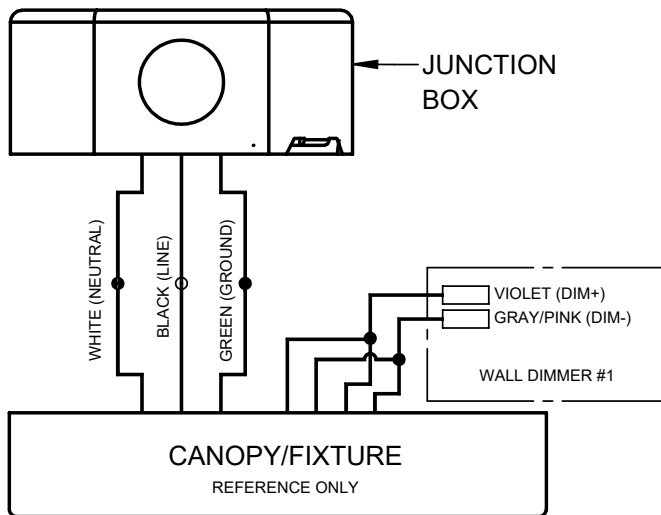 JUNCTION
BOX
WHITE (NEUTRAL)
BLACK (LINE)
GREEN (GROUND)
VIOLET (DIM+)
GRAY/PINK (DIM-)
WALL DIMMER #1
CANOPY/FIXTURE
REFERENCE ONLY